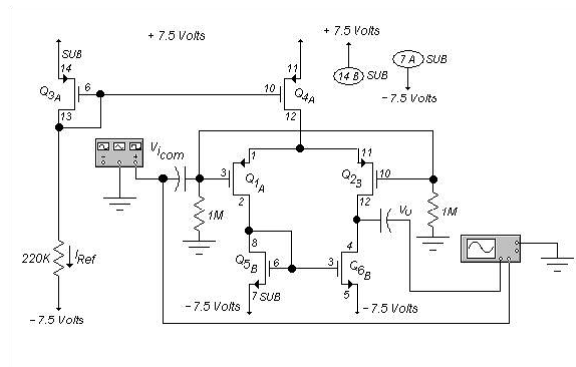 + 7.5 Volts
+ 7.5 Volts
SUB
14
6
Q3A
13
11
10
Q4A
12
14 B SUB
7 A SUB
- 7.5 Volts
Vicom
1
3
Q1A
2
11
Q23
10
12
1M
1M
VU
8
Q5B
6
7 SUB
- 7.5 Volts
4
3
Q6B
5
- 7.5 Volts
220K
IRef
- 7.5 Volts